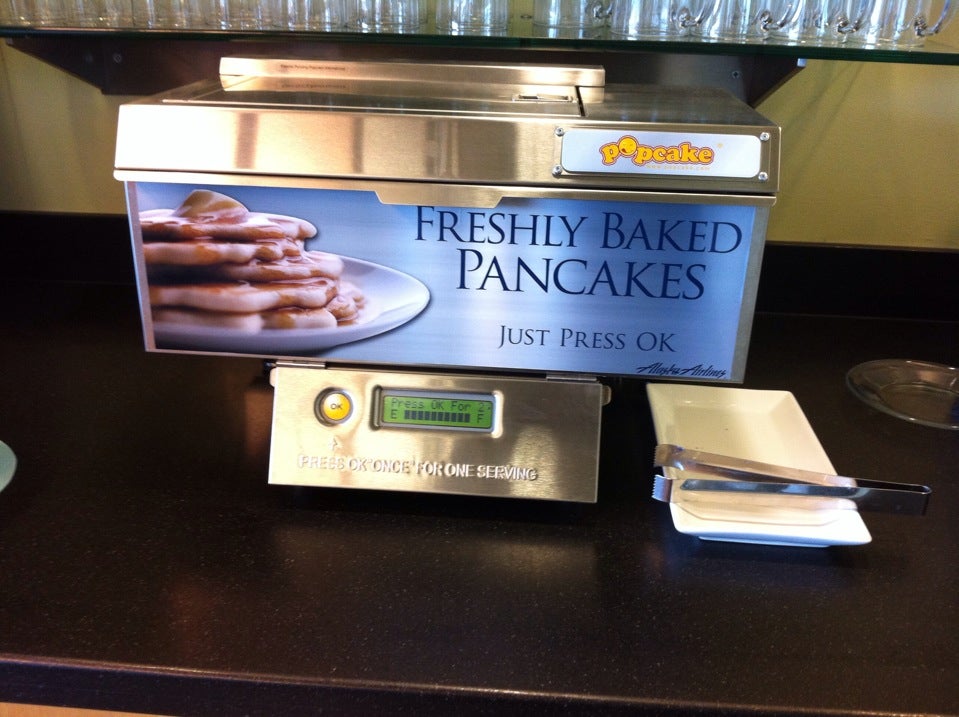 popcake
FRESHLY BAKED
PANCAKES
JUST PRESS OK
Alaska Airlines
OK
Press OK For 2
E F
PRESS OK "ONCE" FOR ONE SERVING